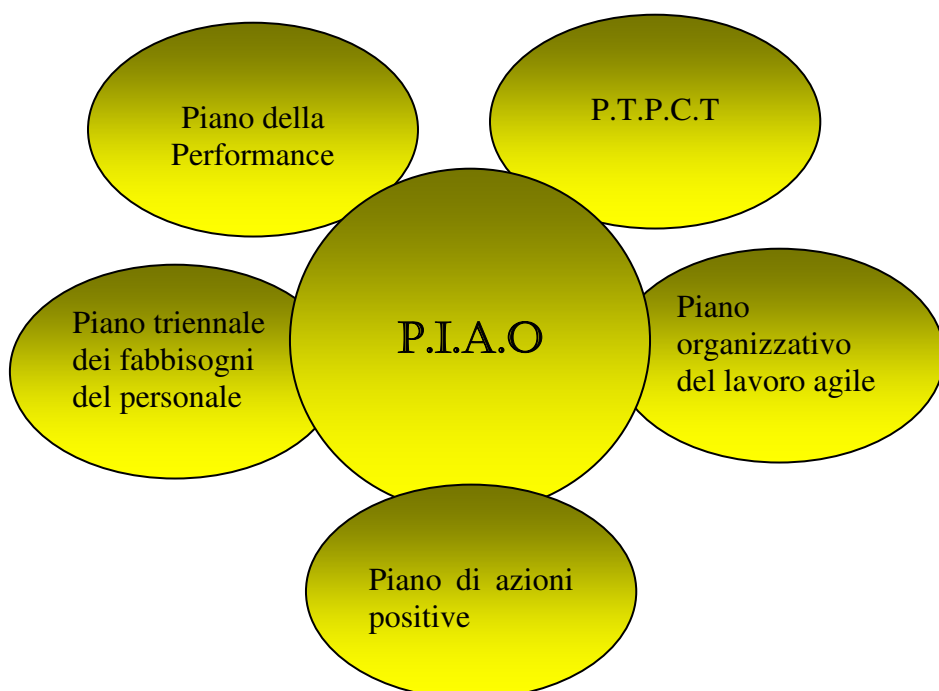 Piano della
Performance
P.T.P.C.T
P.I.A.O
Piano triennale
dei fabbisogni
del personale
Piano
organizzativo
del lavoro agile
Piano di azioni
positive